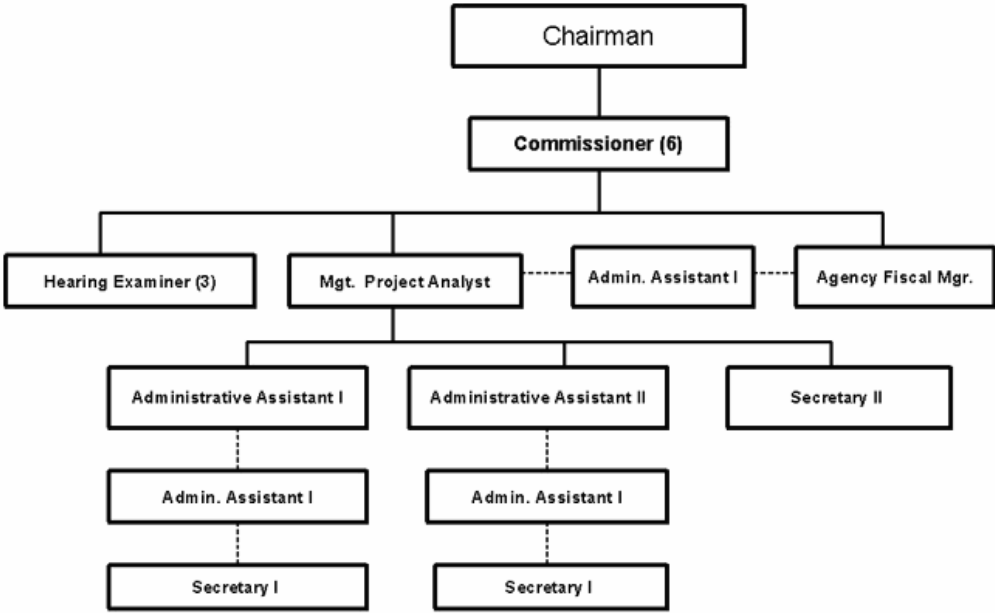 Chairman
Commissioner (6)
Hearing Examiner (3)
Mgt. Project Analyst
Admin. Assistant I
Agency Fiscal Mgr.
Administrative Assistant I
Administrative Assistant II
Secretary II
Admin. Assistant I
Admin. Assistant I
Secretary I
Secretary I